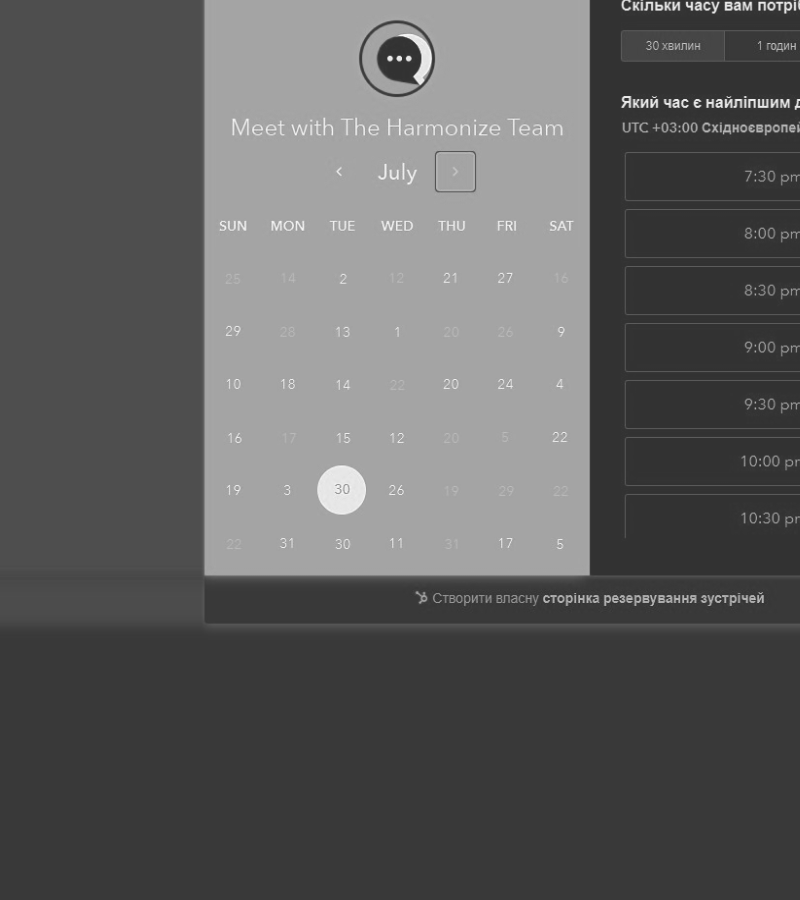 Meet with The Harmonize Team
July
SUN MON TUE WED THU FRI SAT
25 14 2 12 21 27 16
29 28 13 1 20 26 9
10 18 14 22 20 24 4
16 17 15 12 20 5 22
19 3 30 26 19 29 22
22 31 30 11 31 17 5
Скільки часу вам потрі
30 хвилин 1 годин
Який час є найліпшим
UTC +03:00 Східноєвропей
7:30 pm
8:00 pm
8:30 pm
9:00 pm
9:30 pm
10:00 pm
10:30 pm
Створити власну сторінка резервування зустрічей